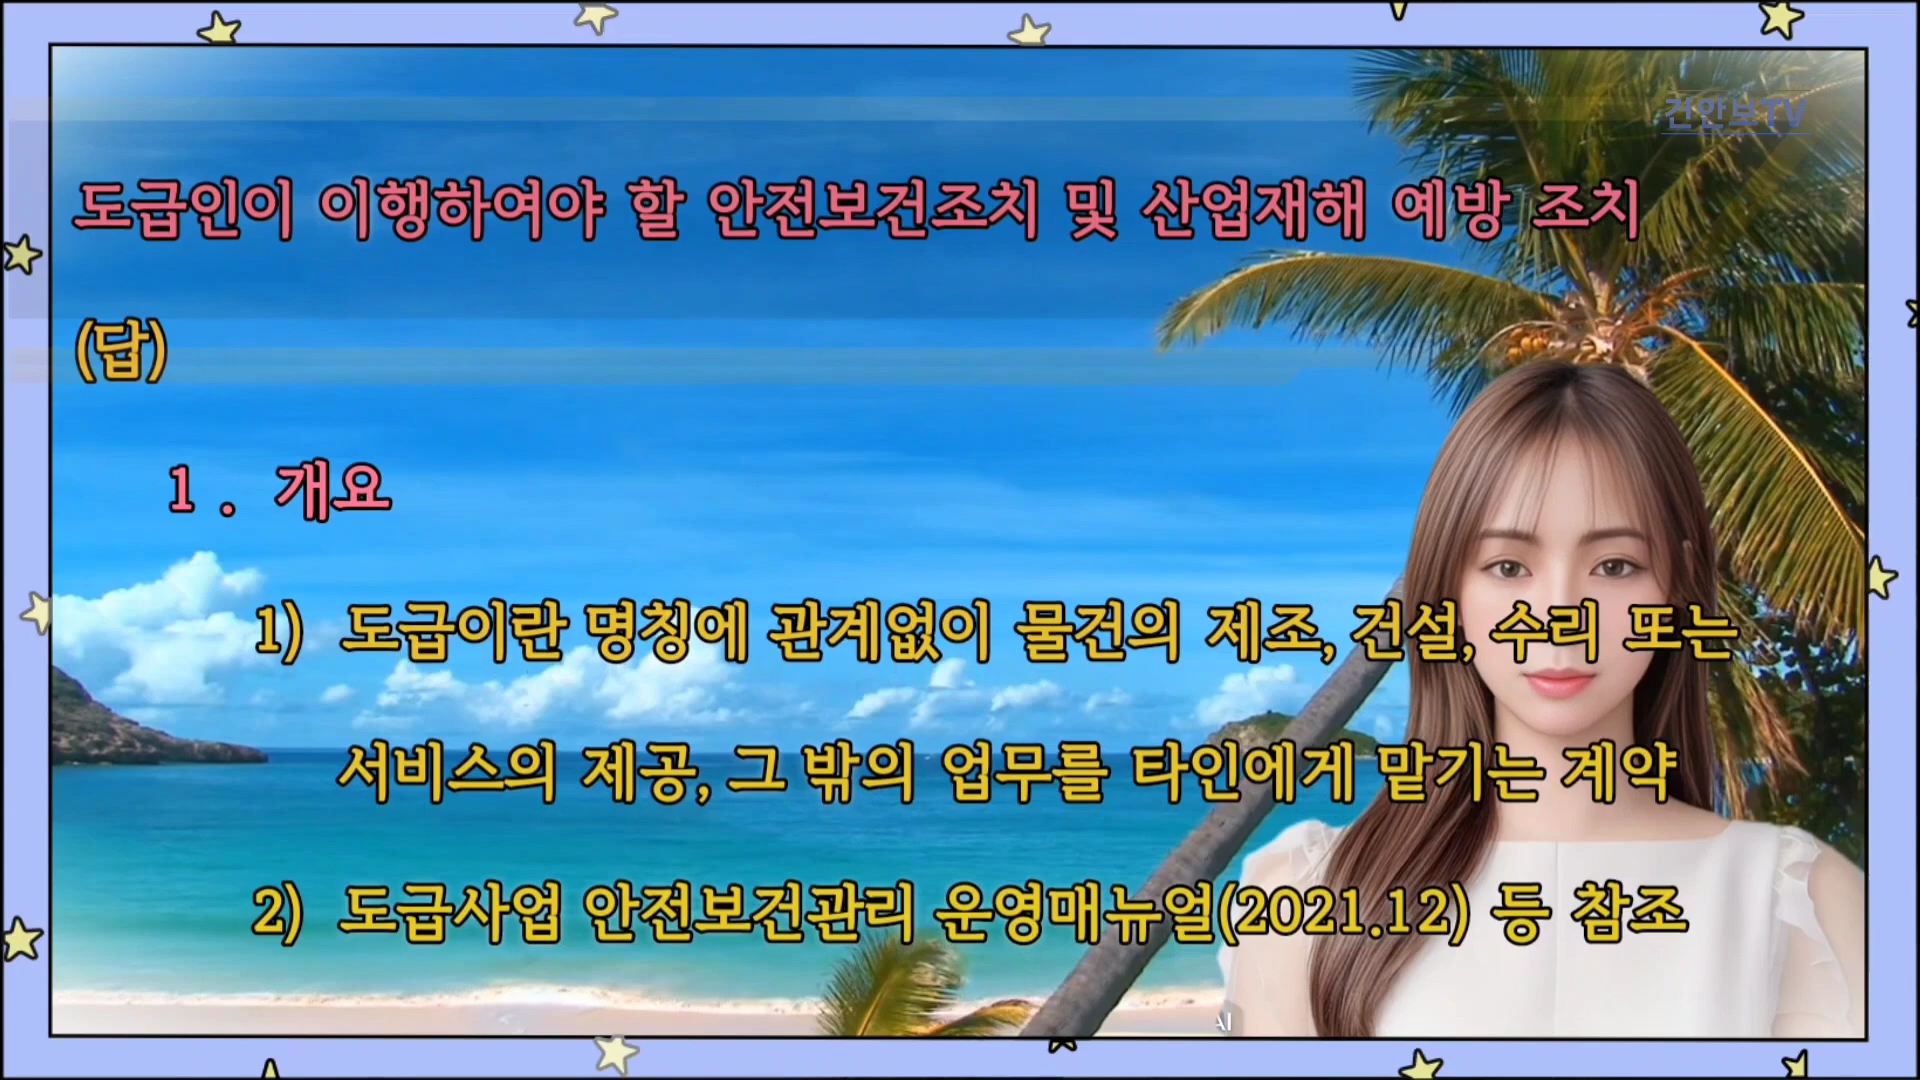 건안보TV
도급인이 이행하여야 할 안전보건조치 및 산업재해 예방 조치
(답)
1 . 개요
1) 도급이란 명칭에 관계없이 물건의 제조, 건설, 수리 또는
서비스의 제공, 그 밖의 업무를 타인에게 맡기는 계약
2) 도급사업 안전보건관리 운영매뉴얼(2021.12) 등 참조
AI